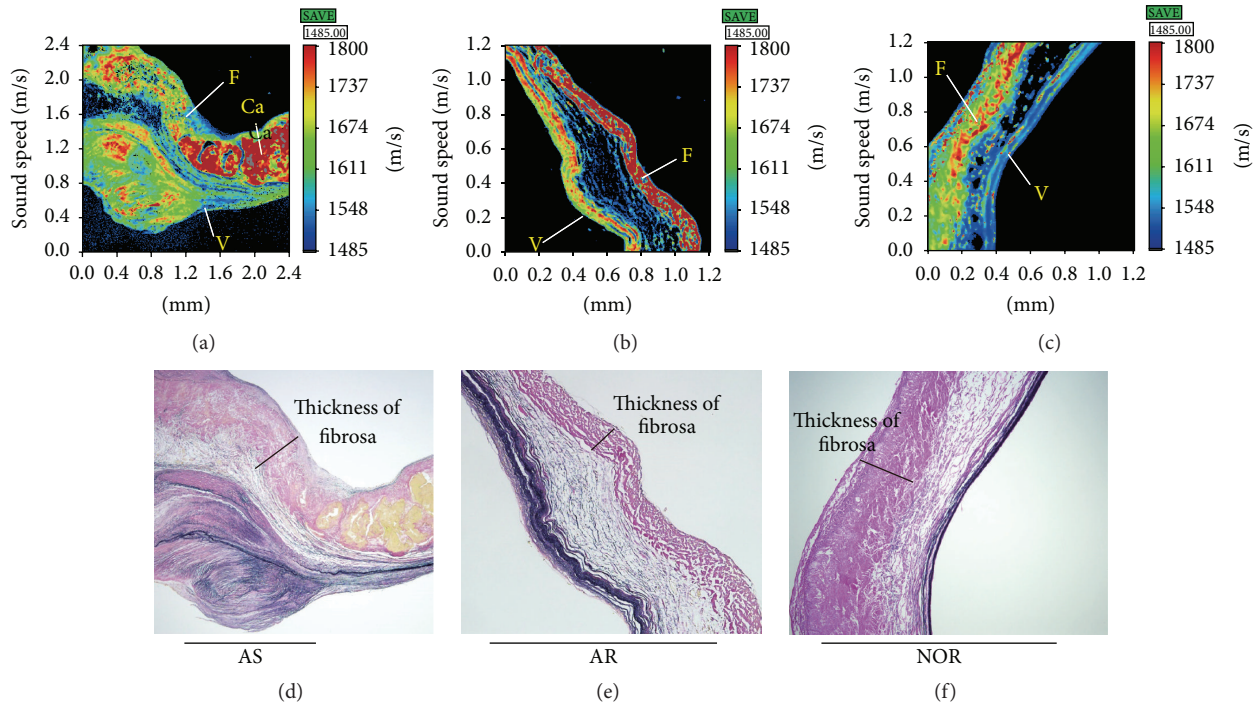 SAVE
1485.00
2.4
2.0
1.6
1.2
0.8
0.4
0.0
0.0 0.4 0.8 1.2 1.6 2.0 2.4
Sound speed (m/s)
(mm)
F
Ca
Ca
V
1800
1737
1674
1611
1548
1485
(m/s)
(a)
SAVE
1485.00
1.2
1.0
0.8
0.6
0.4
0.2
0.0
0.0 0.2 0.4 0.6 0.8 1.0 1.2
Sound speed (m/s)
(mm)
F
V
1800
1737
1674
1611
1548
1485
(m/s)
(b)
SAVE
1485.00
1.2
1.0
0.8
0.6
0.4
0.2
0.0
0.0 0.2 0.4 0.6 0.8 1.0 1.2
Sound speed (m/s)
(mm)
F
V
1800
1737
1674
1611
1548
1485
(m/s)
(c)
Thickness of
fibrosa
AS
(d)
Thickness of
fibrosa
AR
(e)
Thickness of
fibrosa
NOR
(f)